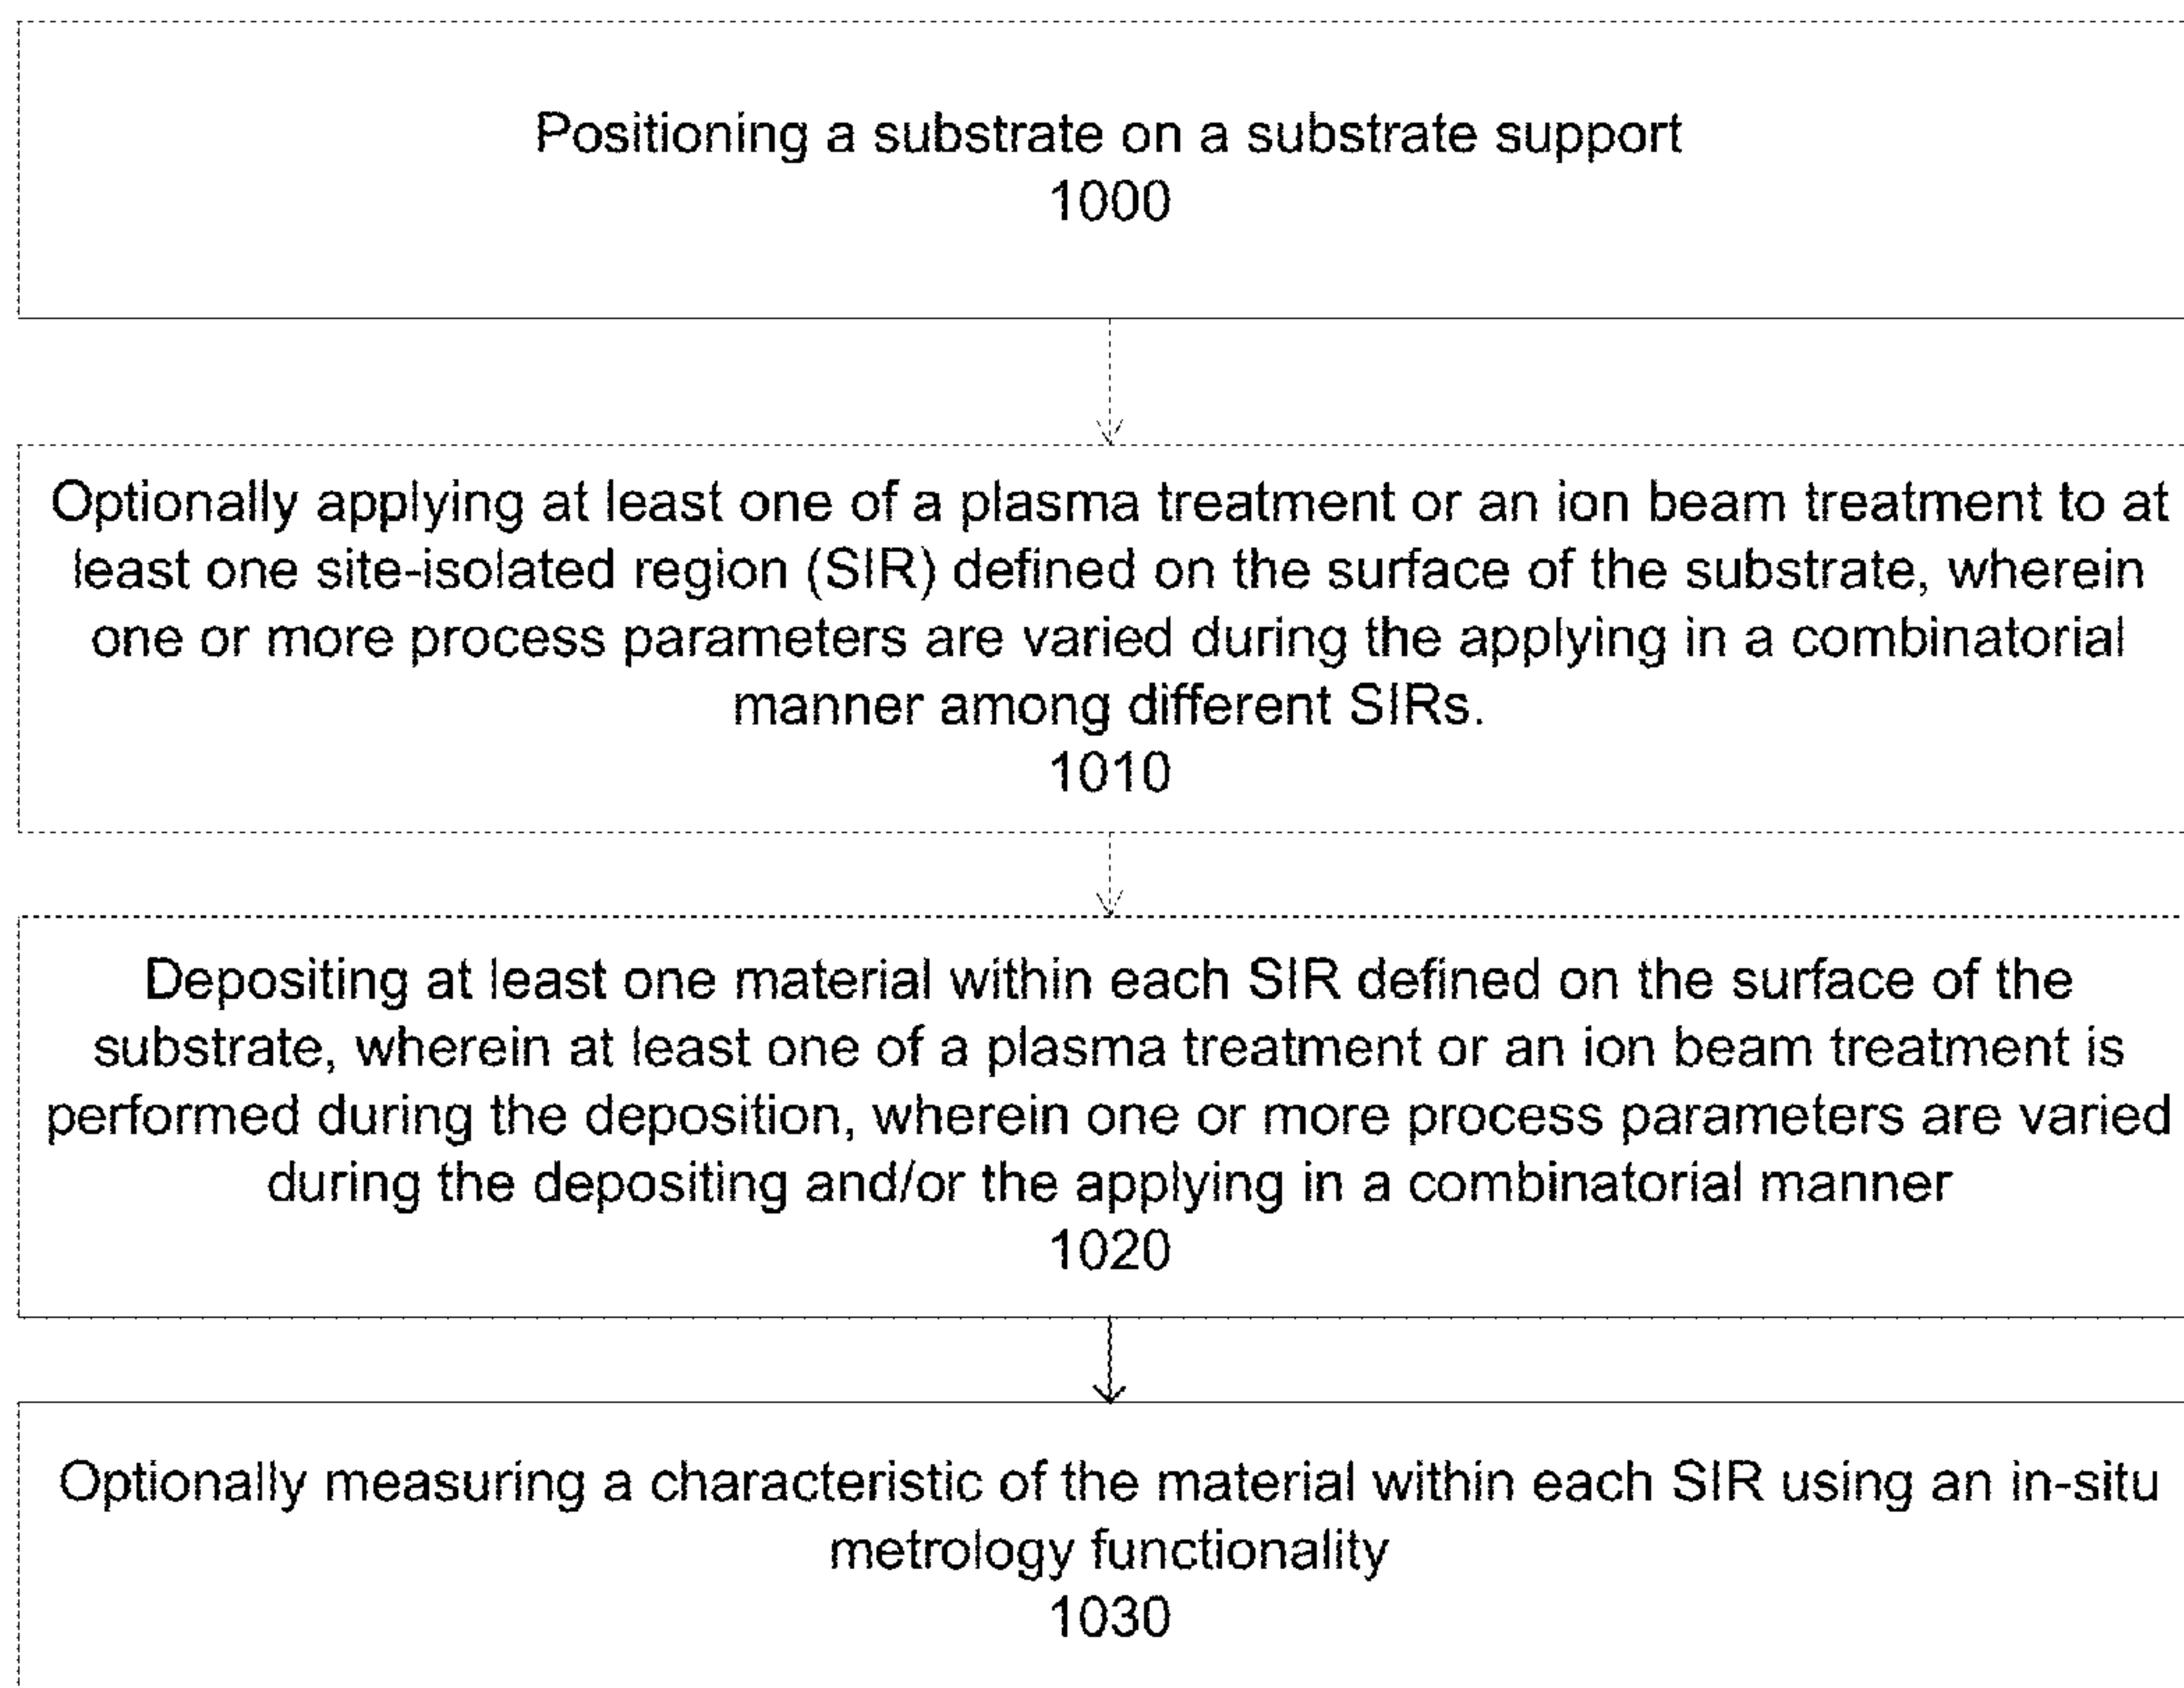 Positioning a substrate on a substrate support
1000
Optionally applying at least one of a plasma treatment or an ion beam treatment to at
least one site-isolated region (SIR) defined on the surface of the substrate, wherein
one or more process parameters are varied during the applying in a combinatorial
manner among different SIRs.
1010
Depositing at least one material within each SIR defined on the surface of the
substrate, wherein at least one of a plasma treatment or an ion beam treatment is
performed during the deposition, wherein one or more process parameters are varied
during the depositing and/or the applying in a combinatorial manner
1020
Optionally measuring a characteristic of the material within each SIR using an in-situ
metrology functionality
1030